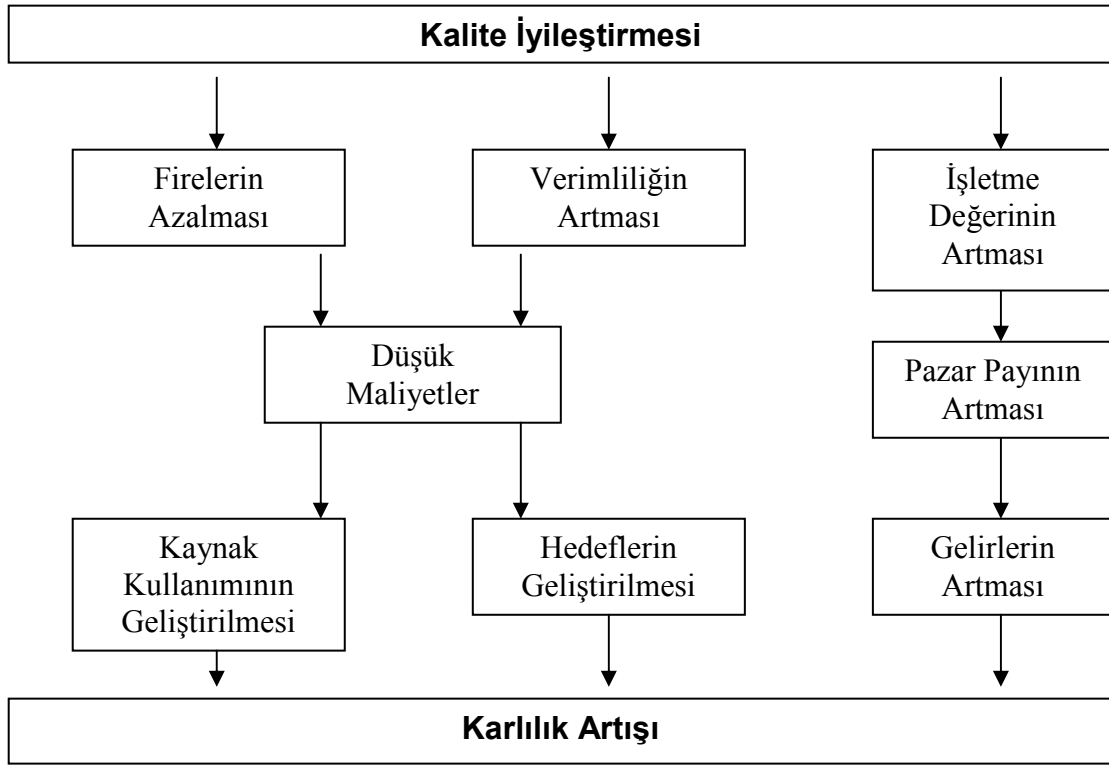 Kalite İyileştirmesi
Firelerin
Azalması
Verimliliğin
Artması
İşletme
Değerinin
Artması
Düşük
Maliyetler
Pazar Payının
Artması
Kaynak
Kullanımının
Geliştirilmesi
Hedeflerin
Geliştirilmesi
Gelirlerin
Artması
Karlılık Artışı